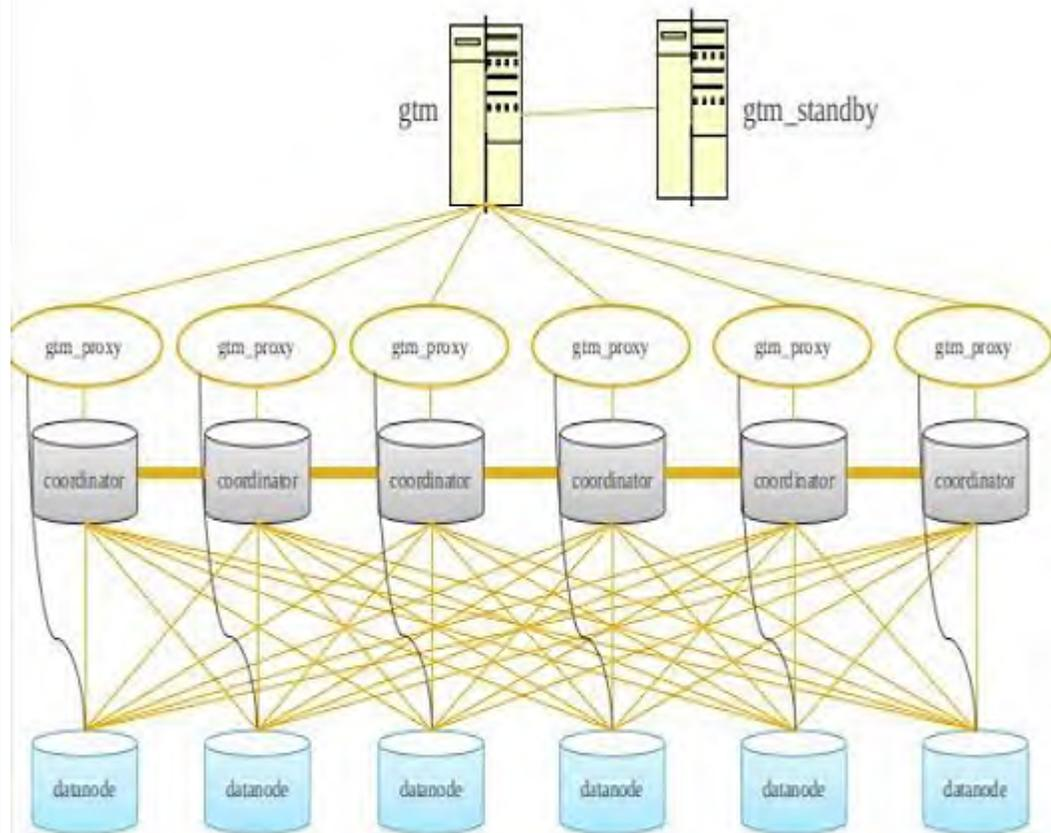 gtm
gtm_standby
gtm_proxy
gtm_proxy
gtm_proxy
gtm_proxy
gtm_proxy
gtm_proxy
coordinator
coordinator
coordinator
coordinator
coordinator
coordinator
datanode
datanode
datanode
datanode
datanode
datanode